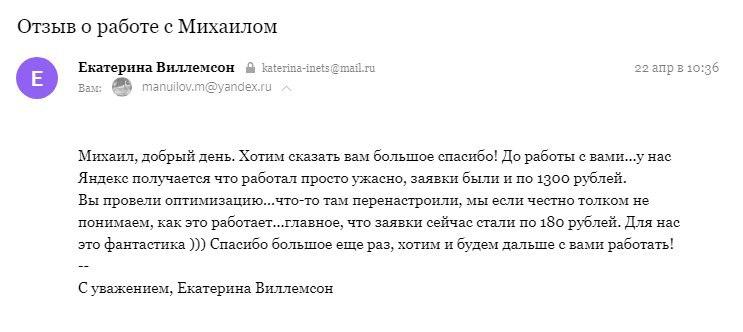 Отзыв о работе с Михаилом
Е
Екатерина Виллемсон katerina-inets@mail.ru 22 апр в 10:36
Вам: manuilov.m@yandex.ru
Михаил, добрый день. Хотим сказать вам большое спасибо! До работы с вами...у нас
Яндекс получается что работал просто ужасно, заявки были и по 1300 рублей.
Вы провели оптимизацию...что-то там перенастроили, мы если честно толком не
понимаем, как это работает...главное, что заявки сейчас стали по 180 рублей. Для нас
это фантастика ))) Спасибо большое еще раз, хотим и будем дальше с вами работать!
--
С уважением, Екатерина Виллемсон